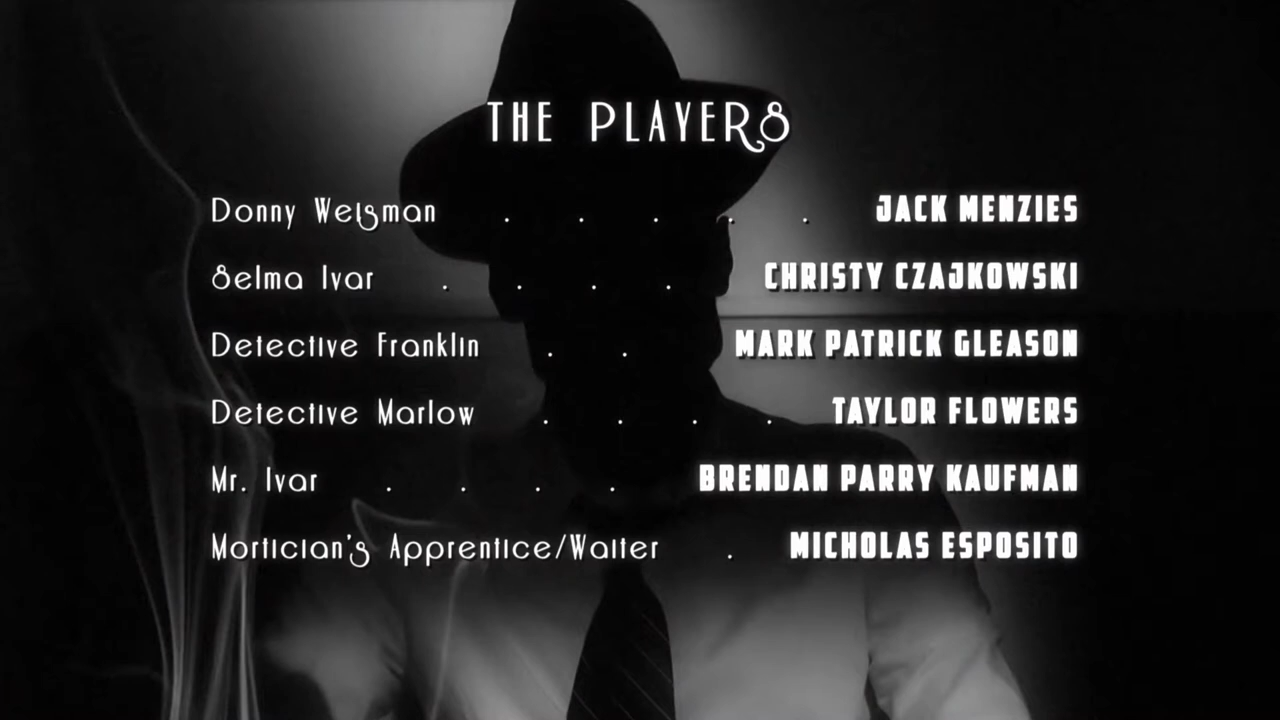 THE PLAYERS
Donny Weisman . . . . . JACK MENZIES
Selma Ivar . . . . CHRISTY CZAJKOWSKI
Detective Franklin . . MARK PATRICK GLEASON
Detective Marlow . . . . TAYLOR FLOWERS
Mr. Ivar . . . . BRENDAN PARRY KAUFMAN
Mortician's Apprentice/Waiter . MICHOLAS ESPOSITO